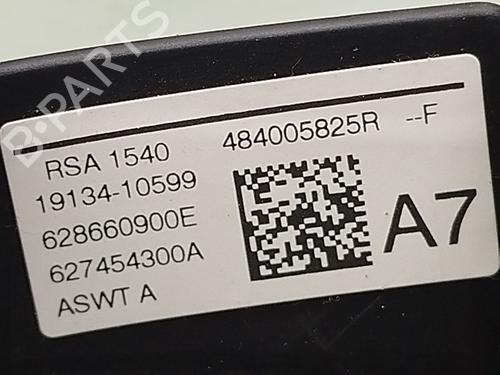 B-PARTS
RSA 1540 484005825R --F
19134-10599
628660900E
627454300A
ASWT A
A7